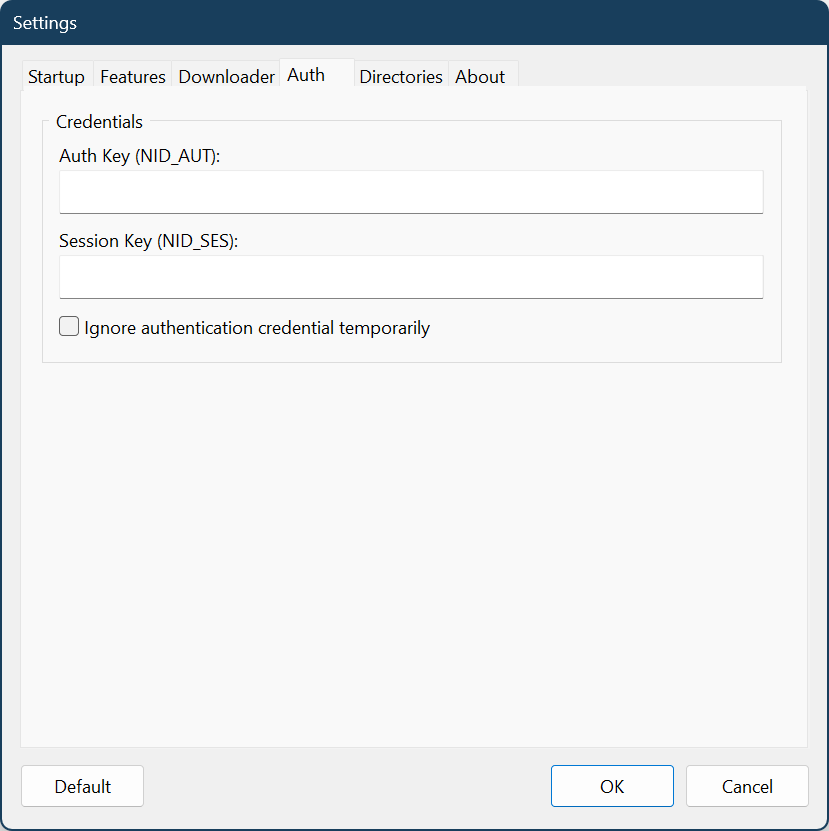 Settings
Startup Features Downloader Auth Directories About
Credentials
Auth Key (NID_AUT):
Session Key (NID_SES):
Ignore authentication credential temporarily
Default OK Cancel